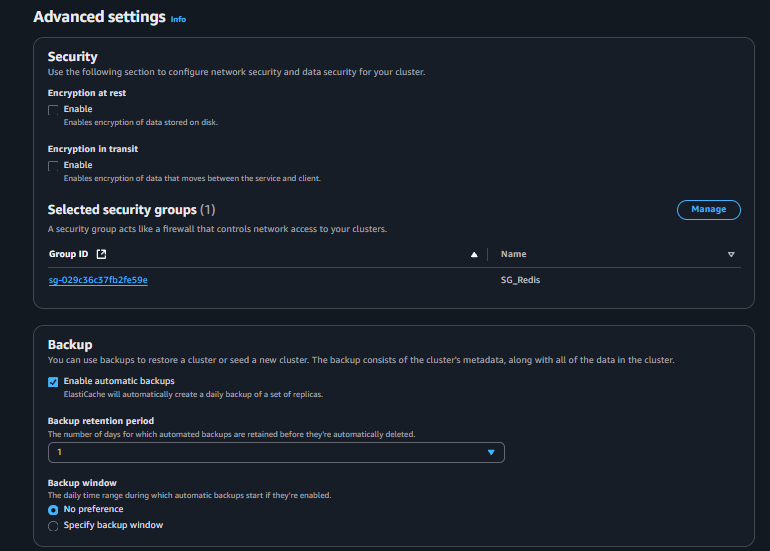 Advanced settings Info
Security
Use the following section to configure network security and data security for your cluster.
Encryption at rest
Enable
Enables encryption of data stored on disk.
Encryption in transit
Enable
Enables encryption of data that moves between the service and client.
Selected security groups (1)
Manage
A security group acts like a firewall that controls network access to your clusters.
Group ID
Name
sg-029c36c37fb2fe59e
SG_Redis
Backup
You can use backups to restore a cluster or seed a new cluster. The backup consists of the cluster's metadata, along with all of the data in the cluster.
Enable automatic backups
ElastiCache will automatically create a daily backup of a set of replicas.
Backup retention period
The number of days for which automated backups are retained before they're automatically deleted.
1
Backup window
The daily time range during which automatic backups start if they're enabled.
No preference
Specify backup window